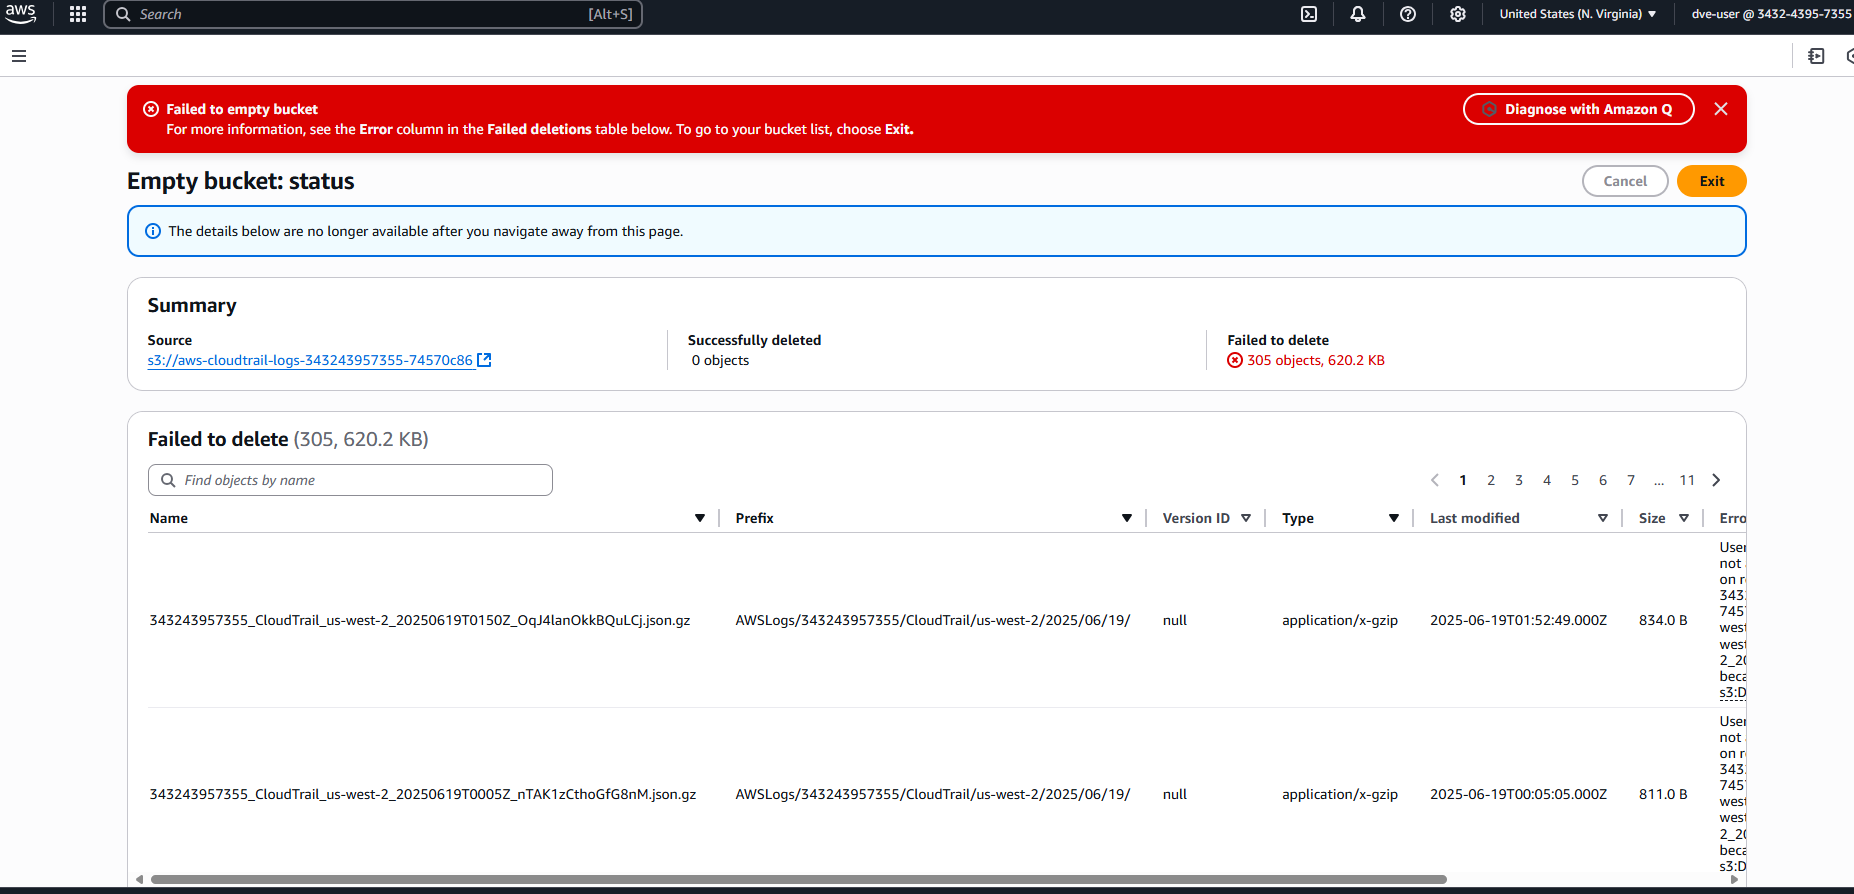 aws
Search
[Alt+S]
United States (N. Virginia)
dve-user @ 3432-4395-7355
Failed to empty bucket
For more information, see the Error column in the Failed deletions table below. To go to your bucket list, choose Exit.
Diagnose with Amazon Q
Empty bucket: status
Cancel
Exit
The details below are no longer available after you navigate away from this page.
Summary
Source
s3://aws-cloudtrail-logs-343243957355-74570c86
Successfully deleted
0 objects
Failed to delete
305 objects, 620.2 KB
Failed to delete (305, 620.2 KB)
Find objects by name
1 2 3 4 5 6 7 ... 11
Name Prefix Version ID Type Last modified Size Erro
343243957355_CloudTrail_us-west-2_20250619T0150Z_OqJ4lanOkkBQuLCj.json.gz AWSLogs/343243957355/CloudTrail/us-west-2/2025/06/19/ null application/x-gzip 2025-06-19T01:52:49.000Z 834.0 B
User
not
on r
343
745
west
west
2_20
beca
s3:D
343243957355_CloudTrail_us-west-2_20250619T0005Z_nTAK1zCthoGfG8nM.json.gz AWSLogs/343243957355/CloudTrail/us-west-2/2025/06/19/ null application/x-gzip 2025-06-19T00:05:05.000Z 811.0 B
User
not
on r
343
745
west
west
2_20
beca
s3:D